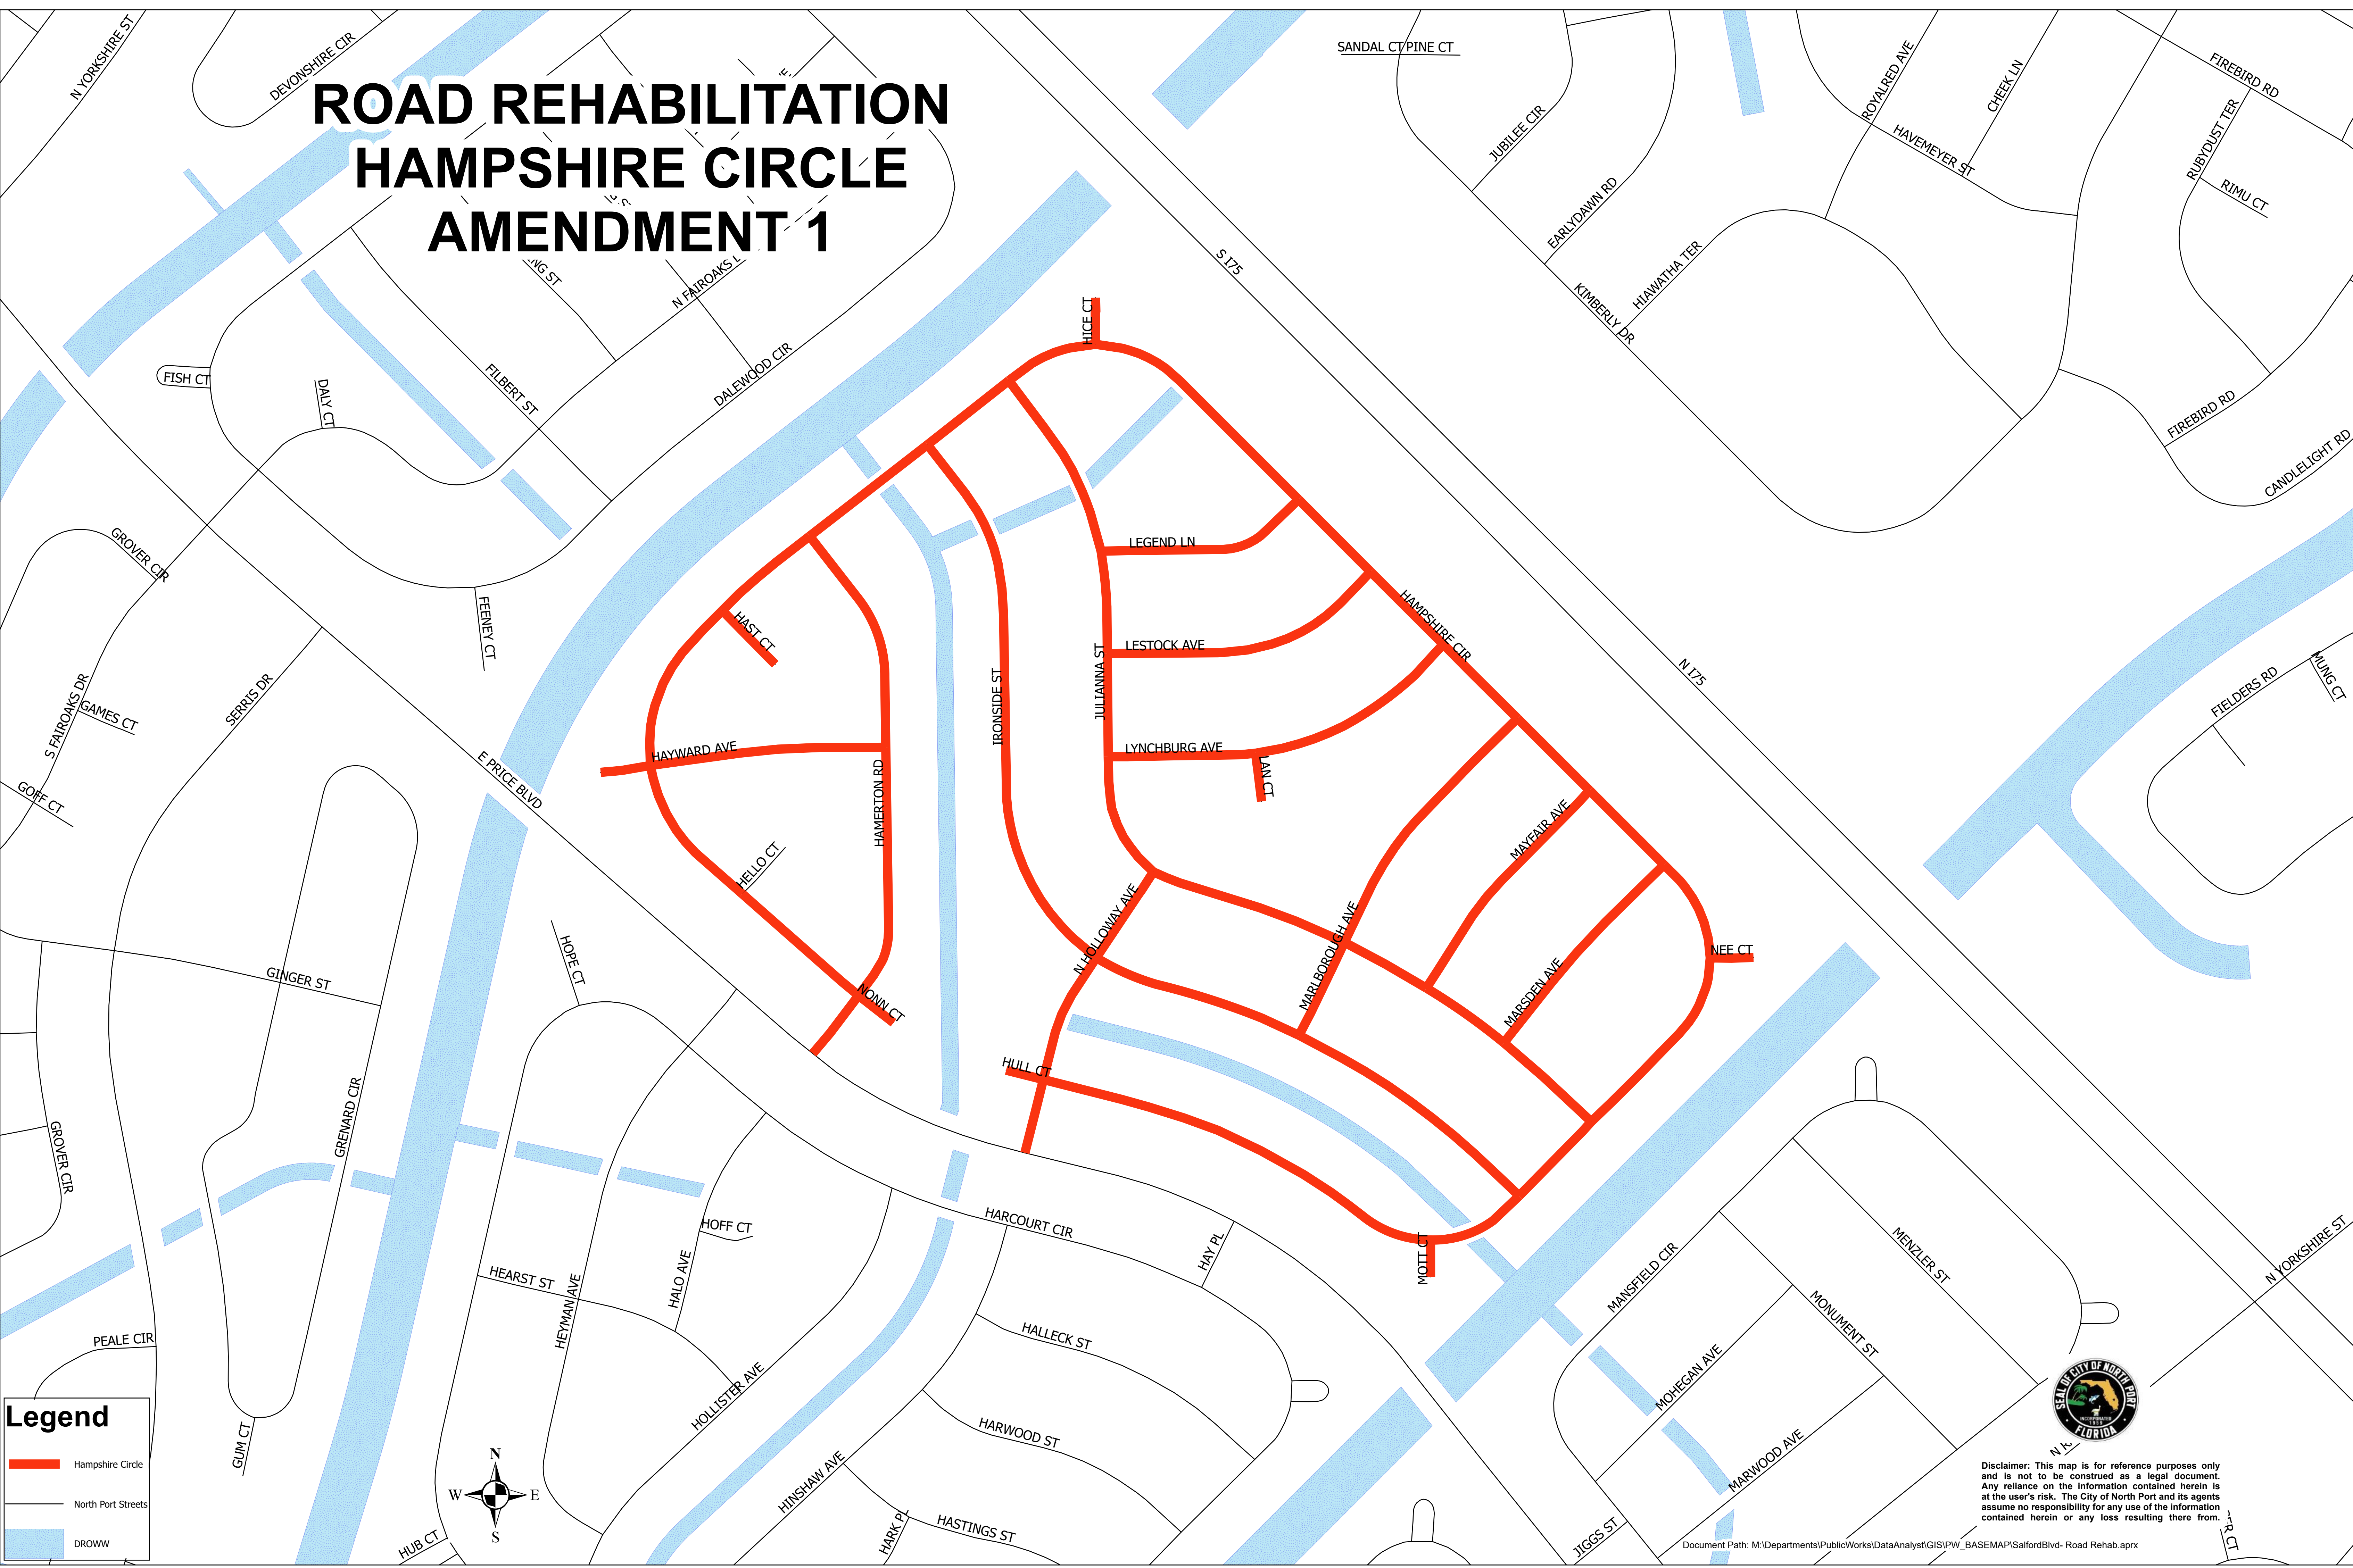 ROAD REHABILITATION
HAMPSHIRE CIRCLE
AMENDMENT 1
N YORKSHIRE ST
DEVONSHIRE CIR
SANDAL CT
PINE CT
JUBILEE CIR
EARLYDAWN RD
ROYALRED AVE
CHEEK LN
HAVEMEYER ST
FIREBIRD RD
RUBYDUST TER
RIMU CT
HIAWATHA TER
KIMBERLY DR
S I75
N FAIROAKS
FISH CT
DALY CT
FILBERT ST
DALEWOOD CIR
HICE CT
FIREBIRD RD
CANDLELIGHT RD
GROVER CIR
FEENEY CT
LEGEND LN
HAST CT
LESTOCK AVE
HAMPSHIRE CIR
IRONSIDE ST
JULIANNA ST
N I75
MUNG CT
FIELDERS RD
S FAIROAKS DR
GAMES CT
SERRIS DR
HAYWARD AVE
LYNCHBURG AVE
LAN CT
GOFF CT
E PRICE BLVD
HAMERTON RD
MAYFAIR AVE
HELLO CT
N HOLLOWAY AVE
MARLBOROUGH AVE
NEE CT
HOPE CT
GINGER ST
NONN CT
MARSDEN AVE
HULL CT
GRENARD CIR
GROVER CIR
HOFF CT
HARCOURT CIR
HAY PL
MOTT CT
MANSFIELD CIR
MENZLER ST
N YORKSHIRE ST
HEARST ST
HALO AVE
HEYMAN AVE
PEALE CIR
HALLECK ST
MONUMENT ST
MOHEGAN AVE
HOLLISTER AVE
HARWOOD ST
GUM CT
HINSHAW AVE
MARWOOD AVE
HARK PL
HASTINGS ST
HUB CT
JIGGS ST
Legend
Hampshire Circle
North Port Streets
DROWW
N
W
E
S
SEAL OF CITY OF NORTH PORT
INCORPORATED
1959
FLORIDA
Disclaimer: This map is for reference purposes only
and is not to be construed as a legal document.
Any reliance on the information contained herein is
at the user's risk. The City of North Port and its agents
assume no responsibility for any use of the information
contained herein or any loss resulting there from.
Document Path: M:\Departments\PublicWorks\DataAnalyst\GIS\PW_BASEMAP\SalfordBlvd- Road Rehab.aprx